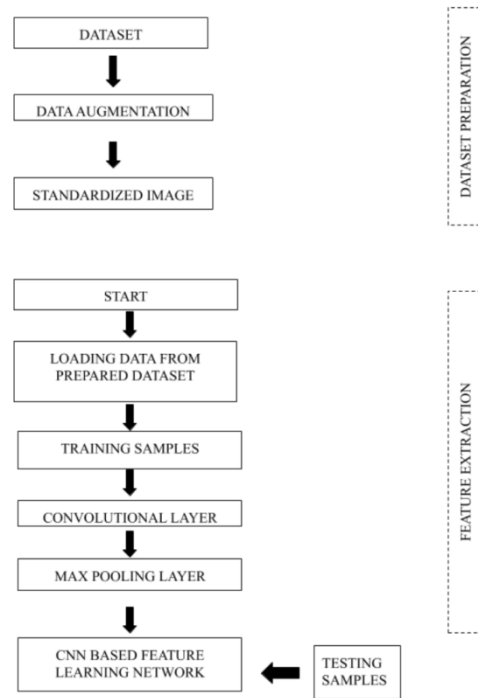 DATASET
DATA AUGMENTATION
STANDARDIZED IMAGE
DATASET PREPARATION
START
LOADING DATA FROM
PREPARED DATASET
TRAINING SAMPLES
CONVOLUTIONAL LAYER
MAX POOLING LAYER
CNN BASED FEATURE
LEARNING NETWORK
TESTING
SAMPLES
FEATURE EXTRACTION